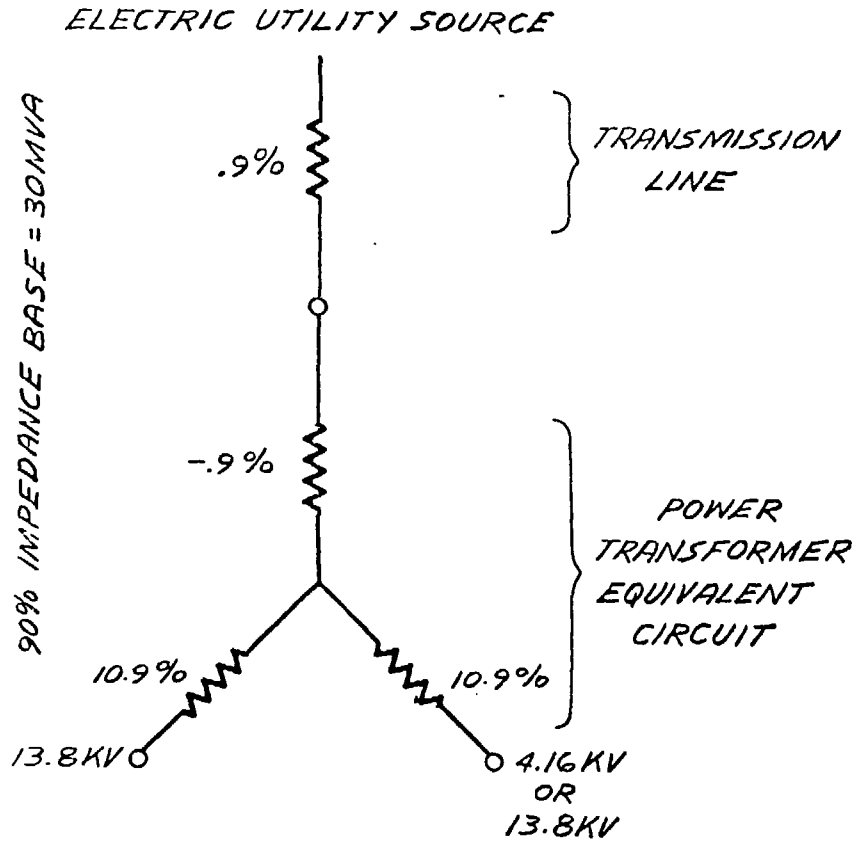 ELECTRIC UTILITY SOURCE
90% IMPEDANCE BASE = 30MVA
.9%
TRANSMISSION
LINE
-.9%
POWER
TRANSFORMER
EQUIVALENT
CIRCUIT
10.9%
10.9%
13.8KV
4.16KV
OR
13.8KV